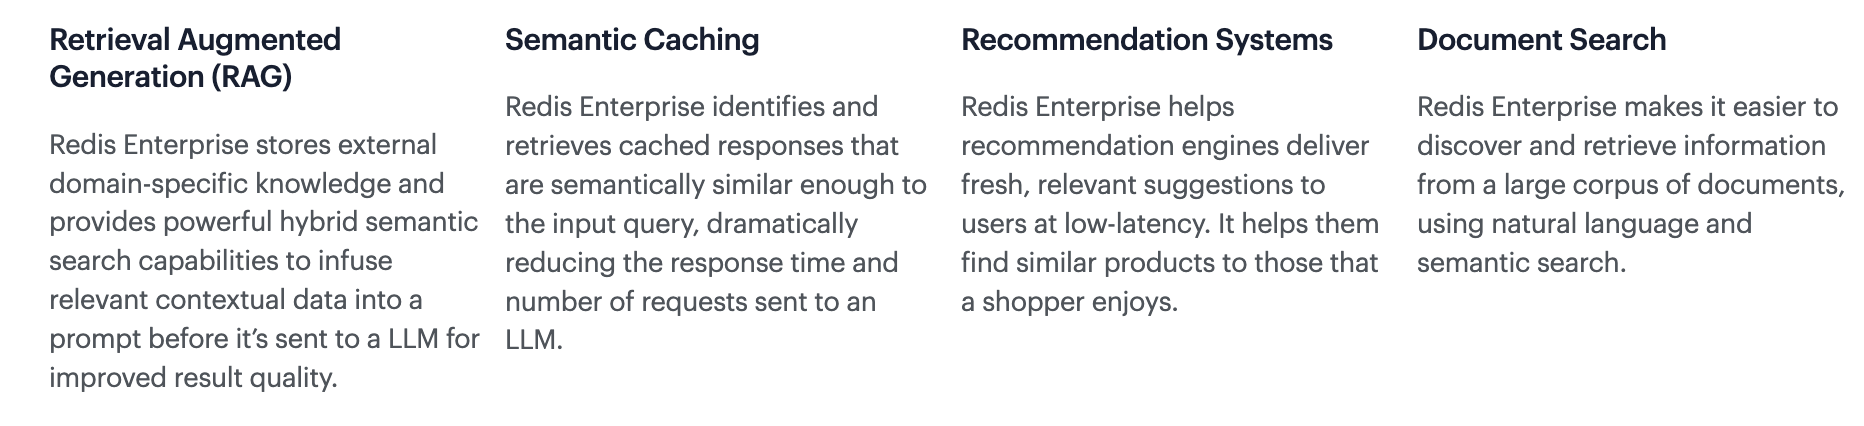 Retrieval Augmented
Generation (RAG)
Redis Enterprise stores external
domain-specific knowledge and
provides powerful hybrid semantic
search capabilities to infuse
relevant contextual data into a
prompt before it’s sent to a LLM for
improved result quality.
Semantic Caching
Redis Enterprise identifies and
retrieves cached responses that
are semantically similar enough to
the input query, dramatically
reducing the response time and
number of requests sent to an
LLM.
Recommendation Systems
Redis Enterprise helps
recommendation engines deliver
fresh, relevant suggestions to
users at low-latency. It helps them
find similar products to those that
a shopper enjoys.
Document Search
Redis Enterprise makes it easier to
discover and retrieve information
from a large corpus of documents,
using natural language and
semantic search.